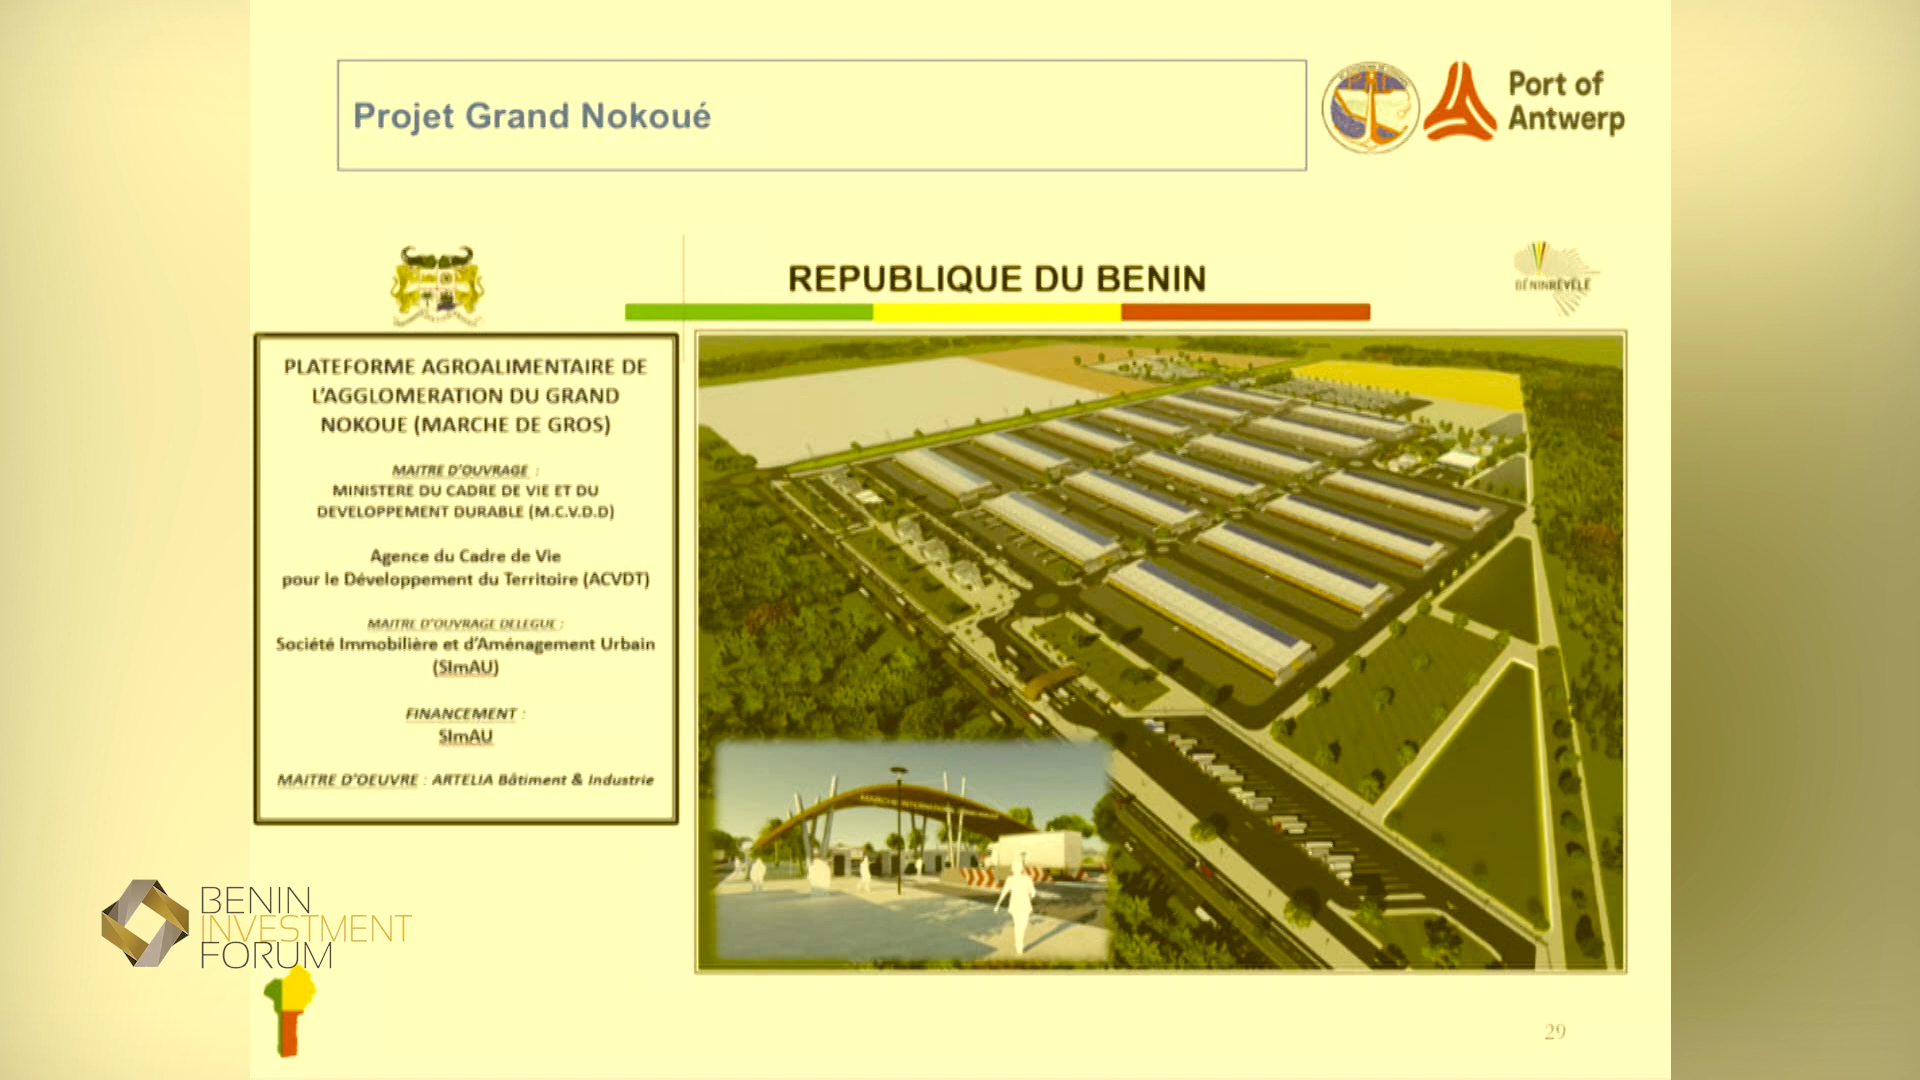 Projet Grand Nokoué
Port of
Antwerp
REPUBLIQUE DU BENIN
BÉNINRÉVÉLÉ
PLATEFORME AGROALIMENTAIRE DE
L'AGGLOMERATION DU GRAND
NOKOUE (MARCHE DE GROS)
MAITRE D'OUVRAGE :
MINISTERE DU CADRE DE VIE ET DU
DEVELOPPEMENT DURABLE (M.C.V.D.D)
Agence du Cadre de Vie
pour le Développement du Territoire (ACVDT)
MAITRE D'OUVRAGE DELEGUE :
Société Immobilière et d'Aménagement Urbain
(SImAU)
FINANCEMENT :
SImAU
MAITRE D'OEUVRE : ARTELIA Bâtiment & Industrie
BENIN
INVESTMENT
FORUM
29